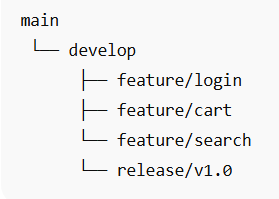 main
└── develop
├── feature/login
├── feature/cart
└── feature/search
└── release/v1.0